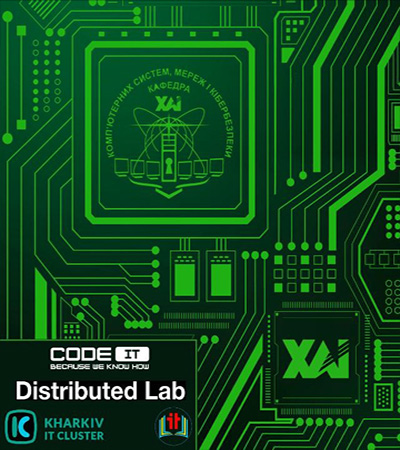 КОМП'ЮТЕРНИХ СИСТЕМ, МЕРЕЖ І КІБЕРБЕЗПЕКИ
КАФЕДРА
ХАІ
ХАІ
CODE IT
BECAUSE WE KNOW HOW
Distributed Lab
KHARKIV
IT CLUSTER
it